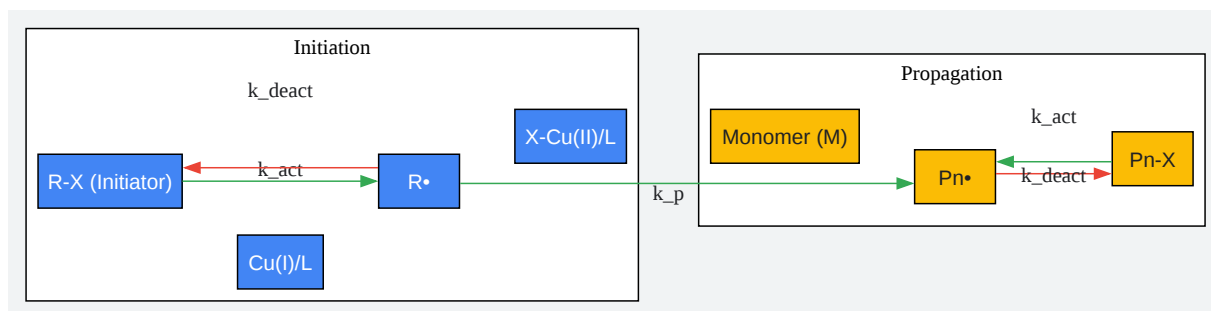 Initiation
k_deact
X-Cu(II)/L
R-X (Initiator)
k_act
R•
Cu(I)/L
k_p
Propagation
Monomer (M)
k_act
Pn•
k_deact
Pn-X